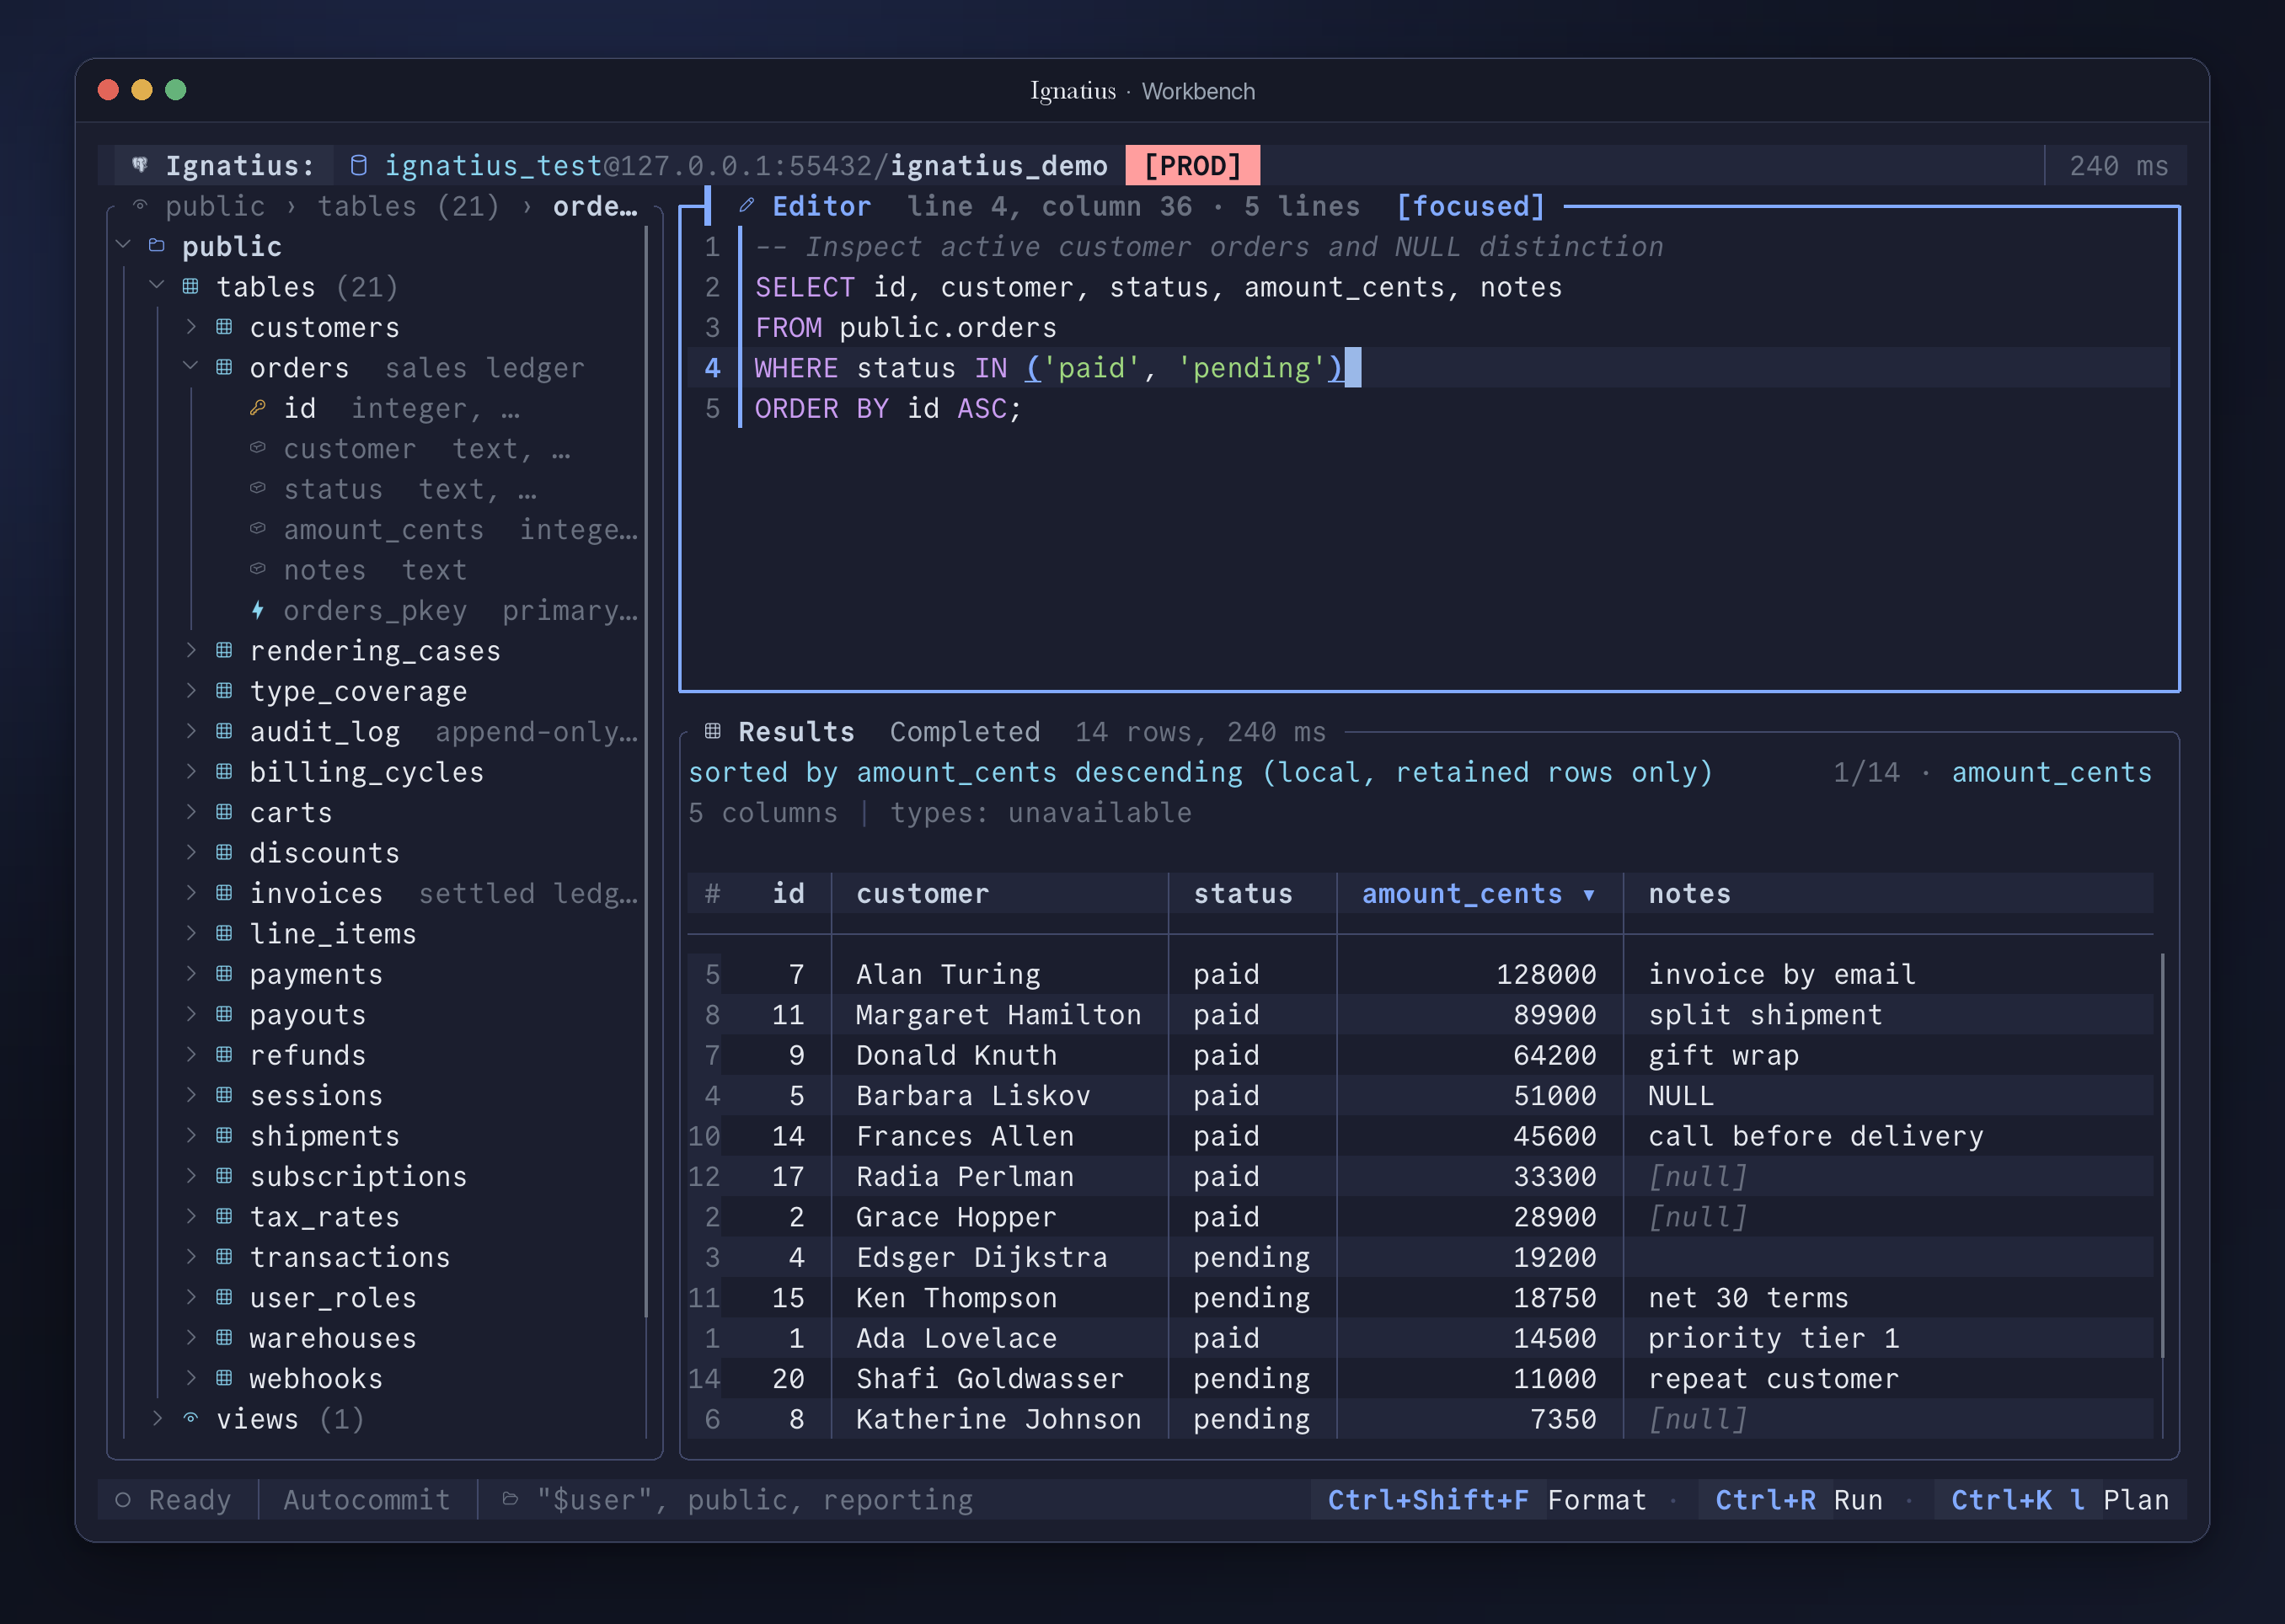 Ignatius · Workbench
Ignatius: ignatius_test@127.0.0.1:55432/ignatius_demo [PROD] 240 ms
public › tables (21) › orde…
public
tables (21)
customers
orders sales ledger
id integer, …
customer text, …
status text, …
amount_cents intege…
notes text
orders_pkey primary…
rendering_cases
type_coverage
audit_log append-only…
billing_cycles
carts
discounts
invoices settled ledg…
line_items
payments
payouts
refunds
sessions
shipments
subscriptions
tax_rates
transactions
user_roles
warehouses
webhooks
views (1)
Editor line 4, column 36 · 5 lines [focused]
1 -- Inspect active customer orders and NULL distinction
2 SELECT id, customer, status, amount_cents, notes
3 FROM public.orders
4 WHERE status IN ('paid', 'pending')
5 ORDER BY id ASC;
Results Completed 14 rows, 240 ms
sorted by amount_cents descending (local, retained rows only) 1/14 · amount_cents
5 columns | types: unavailable
# id customer status amount_cents ▼ notes
5 7 Alan Turing paid 128000 invoice by email
8 11 Margaret Hamilton paid 89900 split shipment
7 9 Donald Knuth paid 64200 gift wrap
4 5 Barbara Liskov paid 51000 NULL
10 14 Frances Allen paid 45600 call before delivery
12 17 Radia Perlman paid 33300 [null]
2 2 Grace Hopper paid 28900 [null]
3 4 Edsger Dijkstra pending 19200
11 15 Ken Thompson pending 18750 net 30 terms
1 1 Ada Lovelace paid 14500 priority tier 1
14 20 Shafi Goldwasser pending 11000 repeat customer
6 8 Katherine Johnson pending 7350 [null]
Ready Autocommit "$user", public, reporting Ctrl+Shift+F Format · Ctrl+R Run · Ctrl+K l Plan